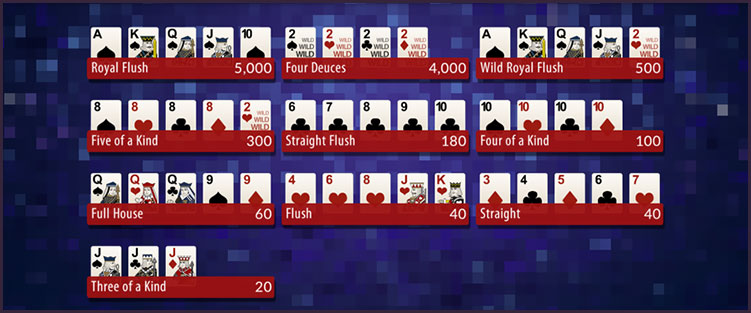 A K Q J 10
Royal Flush 5,000
2 WILD WILD WILD 2 WILD WILD WILD 2 WILD WILD WILD 2 WILD WILD WILD
Four Deuces 4,000
A K Q J 2 WILD WILD WILD
Wild Royal Flush 500
8 8 8 8 2 WILD WILD WILD
Five of a Kind 300
6 7 8 9 10
Straight Flush 180
10 10 10 10
Four of a Kind 100
Q Q Q 9 9
Full House 60
4 6 8 J K
Flush 40
3 4 5 6 7
Straight 40
J J J
Three of a Kind 20